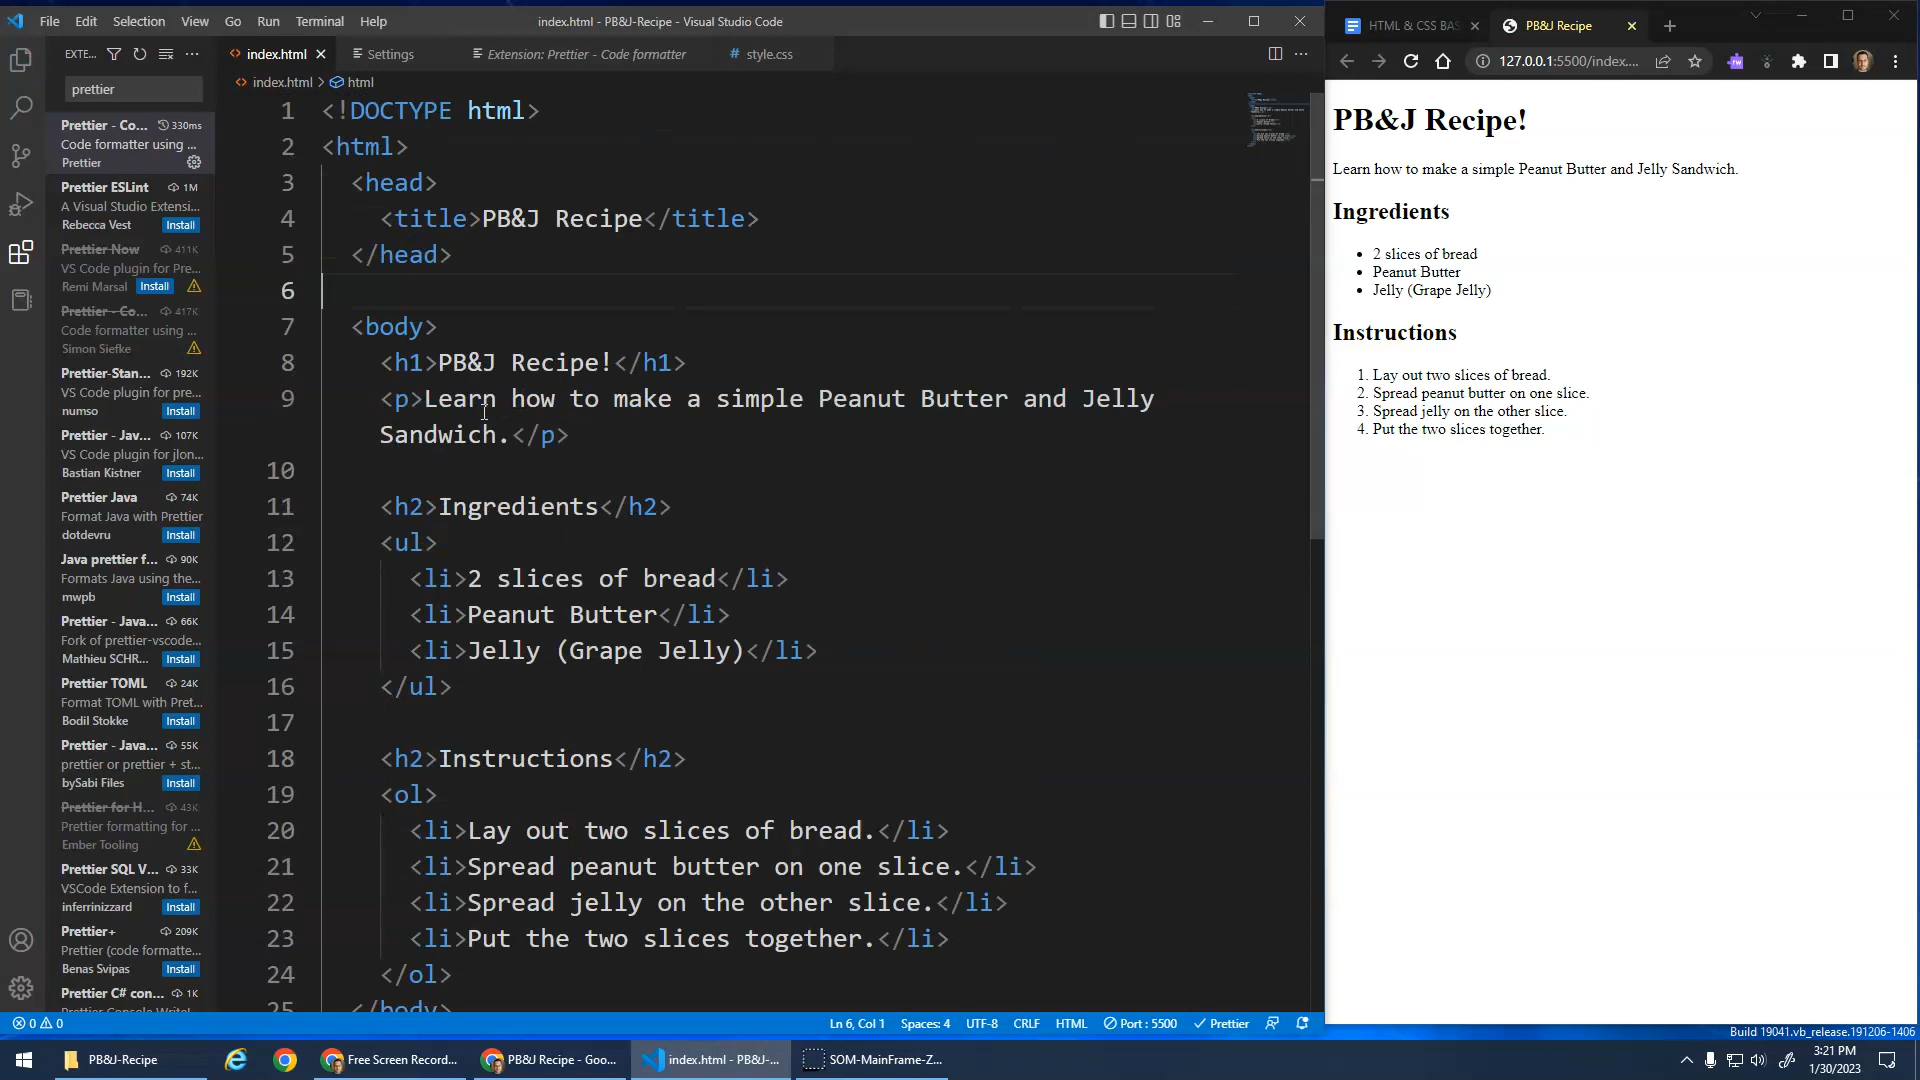 File Edit Selection View Go Run Terminal Help
index.html - PB&J-Recipe - Visual Studio Code
EXTE...
prettier
Prettier - Co... 330ms
Code formatter using ...
Prettier
Prettier ESLint 1M
A Visual Studio Extensi...
Rebecca Vest Install
Prettier Now 411K
VS Code plugin for Pre...
Remi Marsal Install
Prettier - Co... 417K
Code formatter using ...
Simon Siefke
Prettier-Stan... 192K
VS Code plugin for pre...
numso Install
Prettier - Jav... 107K
VS Code plugin for jlon...
Bastian Kistner Install
Prettier Java 74K
Format Java with Prettier
dotdevru Install
Java prettier f... 90K
Formats Java using the...
mwpb Install
Prettier - Java... 66K
Fork of prettier-vscode...
Mathieu SCHR... Install
Prettier TOML 24K
Format TOML with Pret...
Bodil Stokke Install
Prettier - Java... 55K
prettier or prettier + st...
bySabi Files Install
Prettier for H... 43K
Prettier formatting for ...
Ember Tooling
Prettier SQL V... 33K
VSCode Extension to f...
inferrinizzard Install
Prettier+ 209K
Prettier (code formatte...
Benas Svipas Install
Prettier C# con... 1K
index.html Settings Extension: Prettier - Code formatter # style.css
index.html > html
1 <!DOCTYPE html>
2 <html>
3 <head>
4 <title>PB&J Recipe</title>
5 </head>
6
7 <body>
8 <h1>PB&J Recipe!</h1>
9 <p>Learn how to make a simple Peanut Butter and Jelly
Sandwich.</p>
10
11 <h2>Ingredients</h2>
12 <ul>
13 <li>2 slices of bread</li>
14 <li>Peanut Butter</li>
15 <li>Jelly (Grape Jelly)</li>
16 </ul>
17
18 <h2>Instructions</h2>
19 <ol>
20 <li>Lay out two slices of bread.</li>
21 <li>Spread peanut butter on one slice.</li>
22 <li>Spread jelly on the other slice.</li>
23 <li>Put the two slices together.</li>
24 </ol>
25 </body>
0 0
Ln 6, Col 1 Spaces: 4 UTF-8 CRLF HTML Port : 5500 Prettier
HTML & CSS BAS PB&J Recipe
127.0.0.1:5500/index....
PB&J Recipe!
Learn how to make a simple Peanut Butter and Jelly Sandwich.
Ingredients
• 2 slices of bread
• Peanut Butter
• Jelly (Grape Jelly)
Instructions
1. Lay out two slices of bread.
2. Spread peanut butter on one slice.
3. Spread jelly on the other slice.
4. Put the two slices together.
Build 19041.vb_release.191206-1406
PB&J-Recipe
Free Screen Record...
PB&J Recipe - Goo...
index.html - PB&J-...
SOM-MainFrame-Z...
3:21 PM
1/30/2023